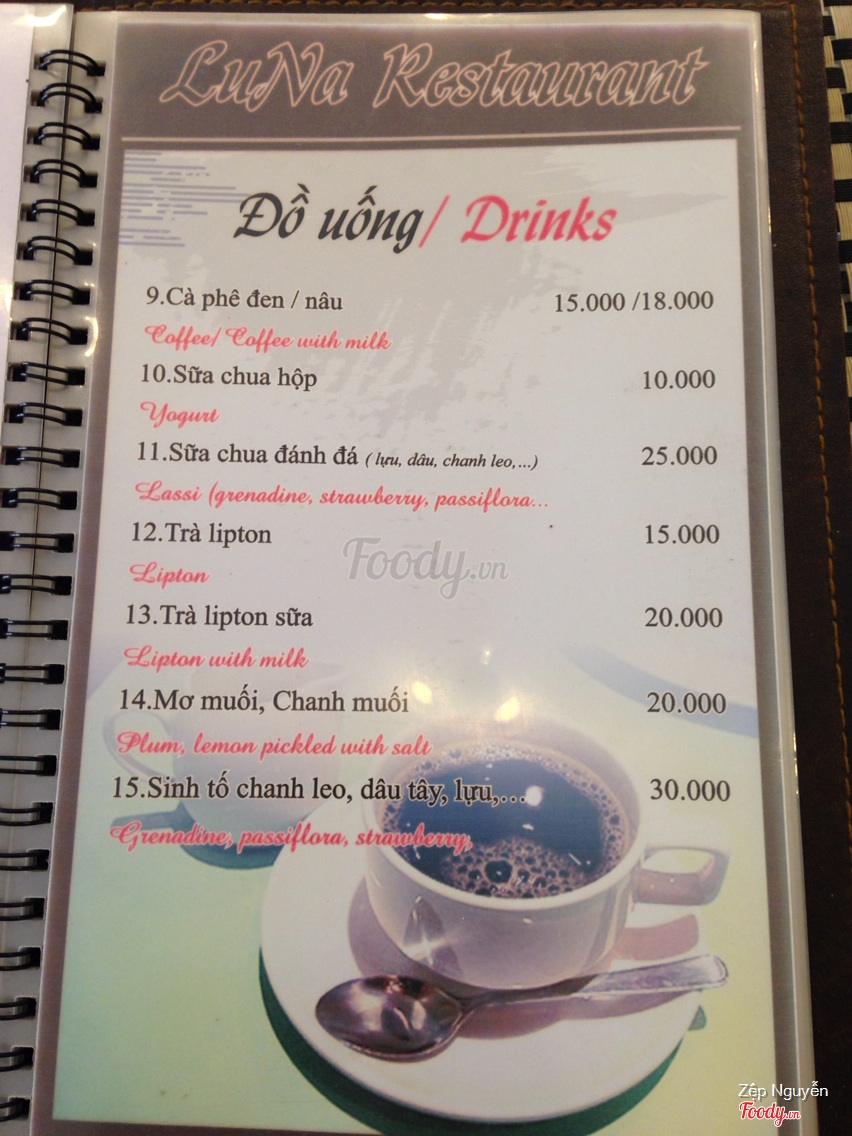 LuNa Restaurant
Đồ uống/ Drinks
9.Cà phê đen / nâu 15.000 /18.000
Coffee/ Coffee with milk
10.Sữa chua hộp 10.000
Yogurt
11.Sữa chua đánh đá ( lựu, dâu, chanh leo,...) 25.000
Lassi (grenadine, strawberry, passiflora...
12.Trà lipton 15.000
Lipton
Foody.vn
13.Trà lipton sữa 20.000
Lipton with milk
14.Mơ muối, Chanh muối 20.000
Plum, lemon pickled with salt
15.Sinh tố chanh leo, dâu tây, lựu,... 30.000
Grenadine, passiflora, strawberry,
Zệp Nguyễn
Foody.vn